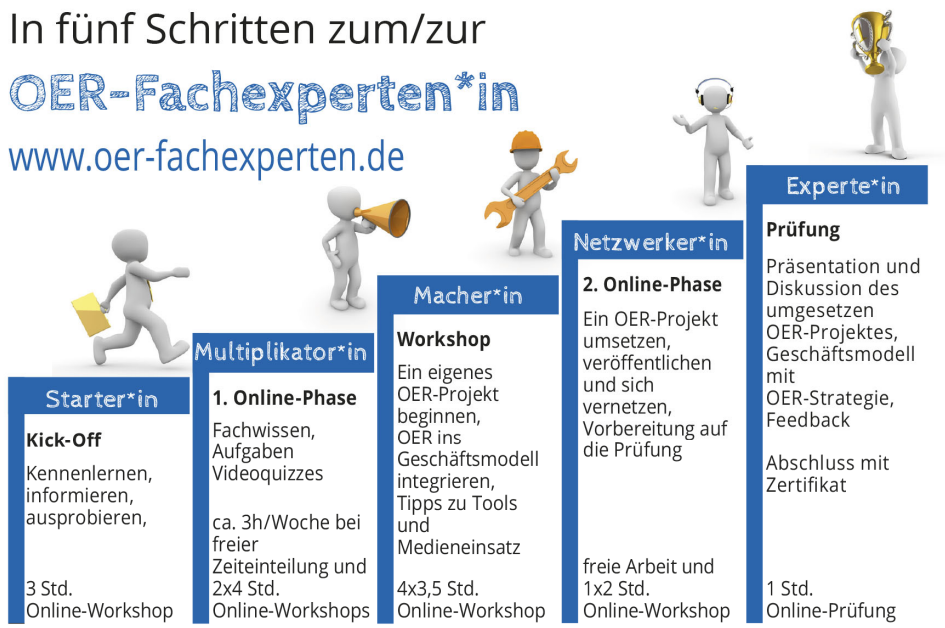 In fünf Schritten zum/zur
OER-Fachexperten*in
www.oer-fachexperten.de
Starter*in
Kick-Off
Kennenlernen,
informieren,
ausprobieren,
3 Std.
Online-Workshop
Multiplikator*in
1. Online-Phase
Fachwissen,
Aufgaben
Videoquizzes
ca. 3h/Woche bei
freier
Zeiteinteilung und
2x4 Std.
Online-Workshops
Macher*in
Workshop
Ein eigenes
OER-Projekt
beginnen,
OER ins
Geschäftsmodell
integrieren,
Tipps zu Tools
und
Medieneinsatz
4x3,5 Std.
Online-Workshop
Netzwerker*in
2. Online-Phase
Ein OER-Projekt
umsetzen,
veröffentlichen
und sich
vernetzen,
Vorbereitung auf
die Prüfung
freie Arbeit und
1x2 Std.
Online-Workshop
Experte*in
Prüfung
Präsentation und
Diskussion des
umgesetzen
OER-Projektes,
Geschäftsmodell
mit
OER-Strategie,
Feedback
Abschluss mit
Zertifikat
1 Std.
Online-Prüfung